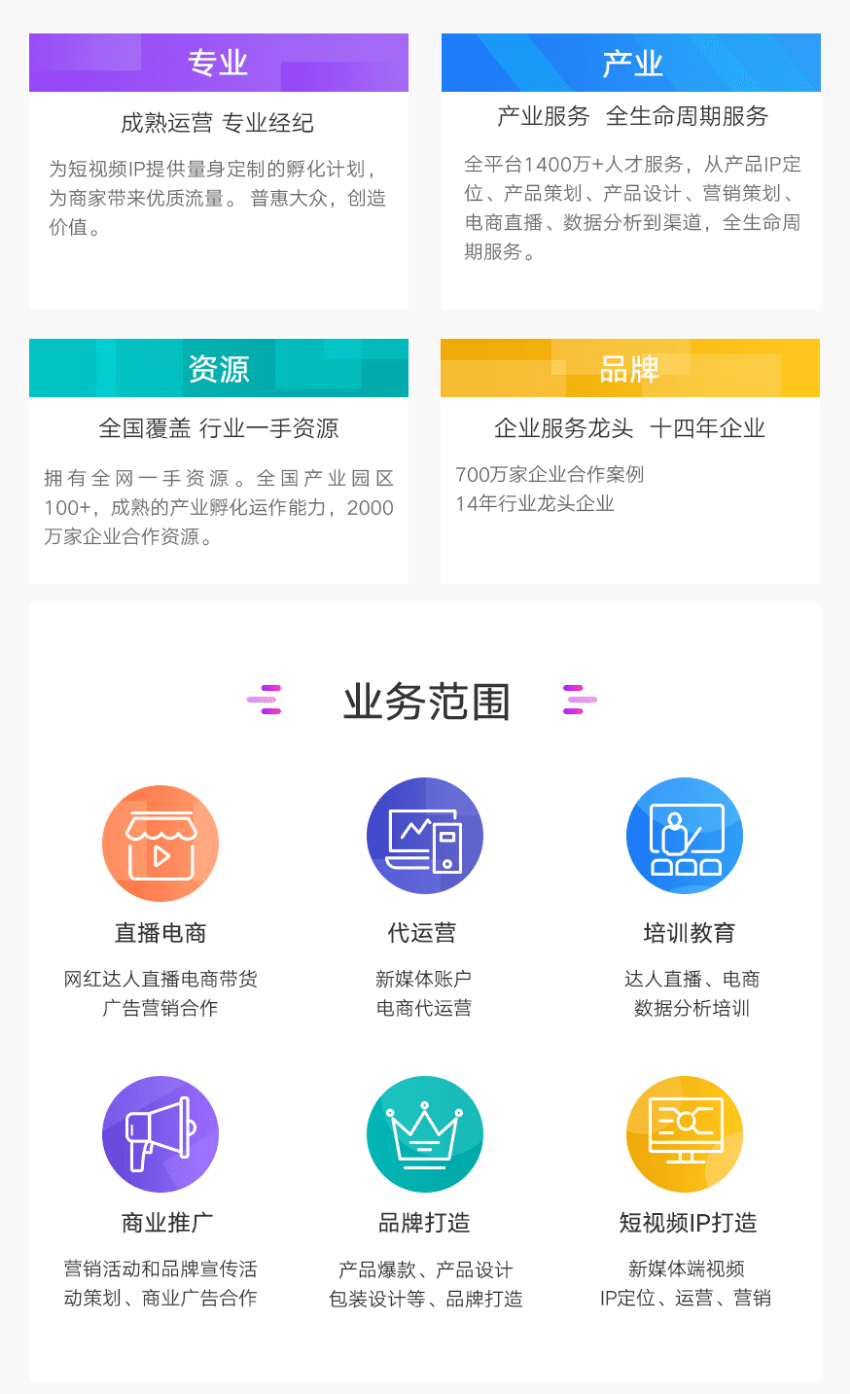 专业
成熟运营 专业经纪
为短视频IP提供量身定制的孵化计划，
为商家带来优质流量。 普惠大众，创造
价值。
产业
产业服务 全生命周期服务
全平台1400万+人才服务，从产品IP定
位、产品策划、产品设计、营销策划、
电商直播、数据分析到渠道，全生命周
期服务。
资源
全国覆盖 行业一手资源
拥有全网一手资源。全国产业园区
100+，成熟的产业孵化运作能力，2000
万家企业合作资源。
品牌
企业服务龙头 十四年企业
700万家企业合作案例
14年行业龙头企业
业务范围
直播电商
网红达人直播电商带货
广告营销合作
代运营
新媒体账户
电商代运营
培训教育
达人直播、电商
数据分析培训
商业推广
营销活动和品牌宣传活
动策划、商业广告合作
品牌打造
产品爆款、产品设计
包装设计等、品牌打造
短视频IP打造
新媒体端视频
IP定位、运营、营销